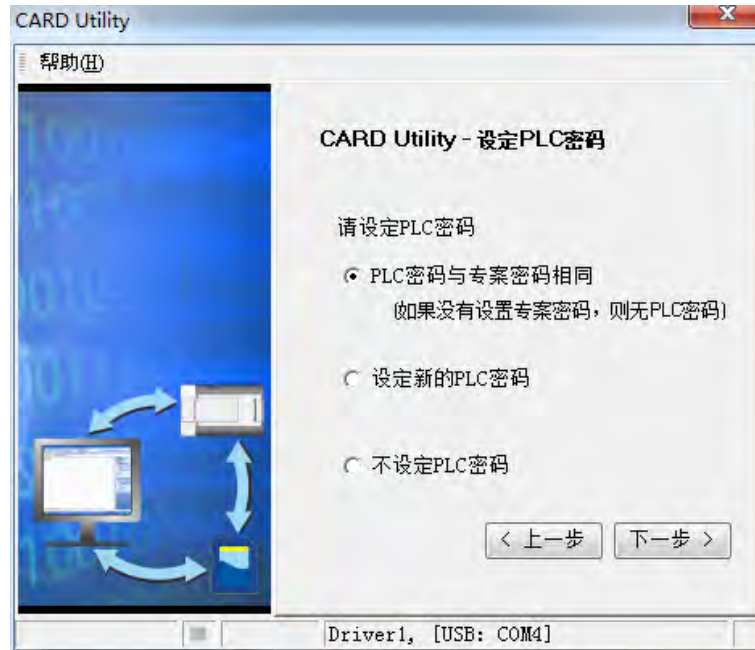 CARD Utility
帮助(H)
CARD Utility - 设定PLC密码
请设定PLC密码
PLC密码与专案密码相同
(如果没有设置专案密码，则无PLC密码)
设定新的PLC密码
不设定PLC密码
< 上一步
下一步 >
Driver1, [USB: COM4]